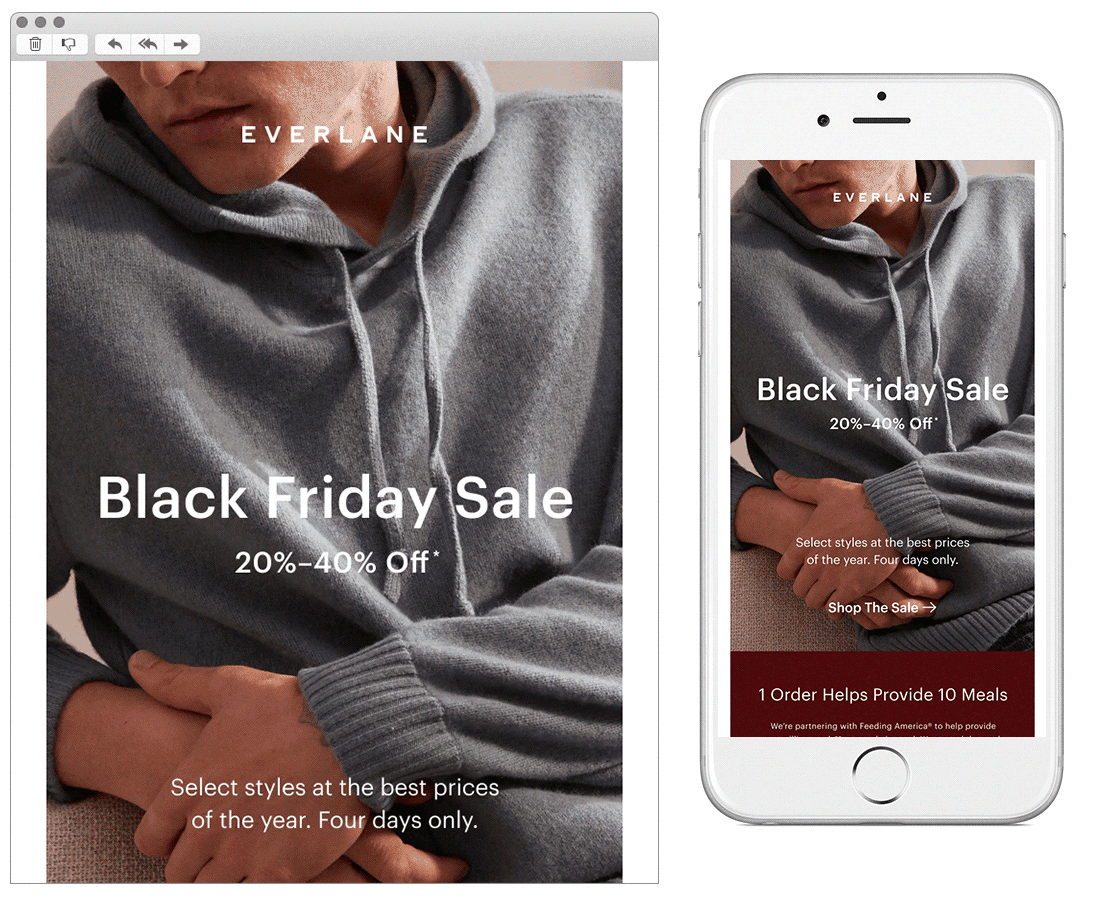 EVERLANE
Black Friday Sale
20%–40% Off*
Select styles at the best prices
of the year. Four days only.
EVERLANE
Black Friday Sale
20%–40% Off*
Select styles at the best prices
of the year. Four days only.
Shop The Sale →
1 Order Helps Provide 10 Meals
We're partnering with Feeding America® to help provide